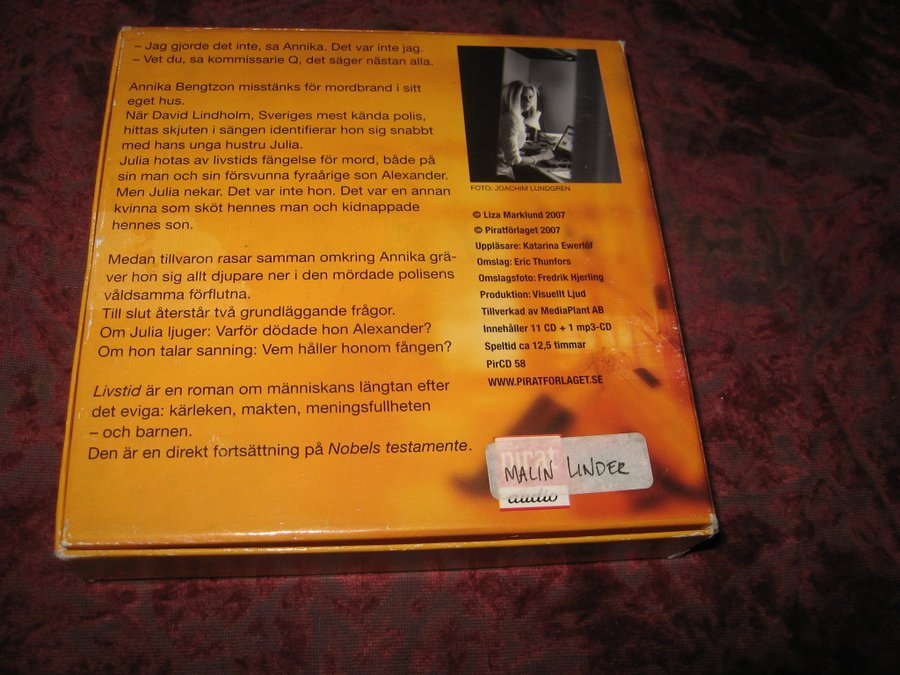 – Jag gjorde det inte, sa Annika. Det var inte jag.
– Vet du, sa kommissarie Q, det säger nästan alla.
Annika Bengtzon misstänks för mordbrand i sitt
eget hus.
När David Lindholm, Sveriges mest kända polis,
hittas skjuten i sängen identifierar hon sig snabbt
med hans unga hustru Julia.
Julia hotas av livstids fängelse för mord, både på
sin man och sin försvunna fyraårige son Alexander.
Men Julia nekar. Det var inte hon. Det var en annan
kvinna som sköt hennes man och kidnappade
hennes son.
Medan tillvaron rasar samman omkring Annika grä-
ver hon sig allt djupare ner i den mördade polisens
våldsamma förflutna.
Till slut återstår två grundläggande frågor.
Om Julia ljuger: Varför dödade hon Alexander?
Om hon talar sanning: Vem håller honom fången?
Livstid är en roman om människans längtan efter
det eviga: kärleken, makten, meningsfullheten
– och barnen.
Den är en direkt fortsättning på Nobels testamente.
FOTO: JOACHIM LUNDGREN
© Liza Marklund 2007
© Piratförlaget 2007
Uppläsare: Katarina Ewerlöf
Omslag: Eric Thunfors
Omslagsfoto: Fredrik Hjerling
Produktion: Visuellt Ljud
Tillverkad av MediaPlant AB
Innehåller 11 CD + 1 mp3-CD
Speltid ca 12,5 timmar
PirCD 58
WWW.PIRATFORLAGET.SE
pirat
MALIN LINDER
audio